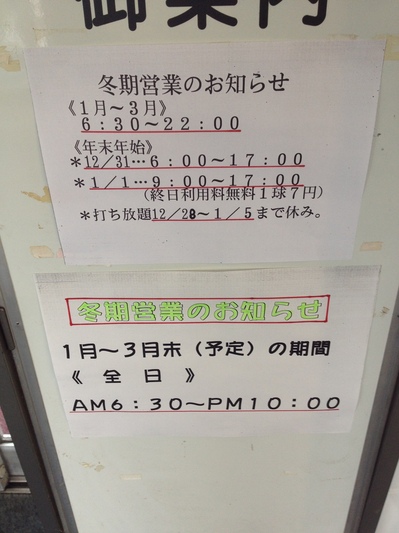 御案内
冬期営業のお知らせ
《1月～3月》
6：30～22：00
《年末年始》
＊12／31…6：00～17：00
＊1／1…9：00～17：00
（終日利用料無料1球7円）
＊打ち放題12／28～1／5まで休み。
冬期営業のお知らせ
1月～3月末（予定）の期間
《 全 日 》
AM6：30～PM10：00